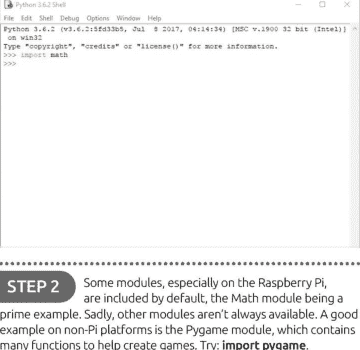 Python 3.6.2 Shell
File Edit Shell Debug Options Window Help
Python 3.6.2 (v3.6.2:5fd33b5, Jul 8 2017, 04:14:34) [MSC v.1900 32 bit (Intel)]
on win32
Type "copyright", "credits" or "license()" for more information.
>>> import math
>>>
STEP 2 Some modules, especially on the Raspberry Pi,
are included by default, the Math module being a
prime example. Sadly, other modules aren't always available. A good
example on non-Pi platforms is the Pygame module, which contains
many functions to help create games. Try: import pygame.